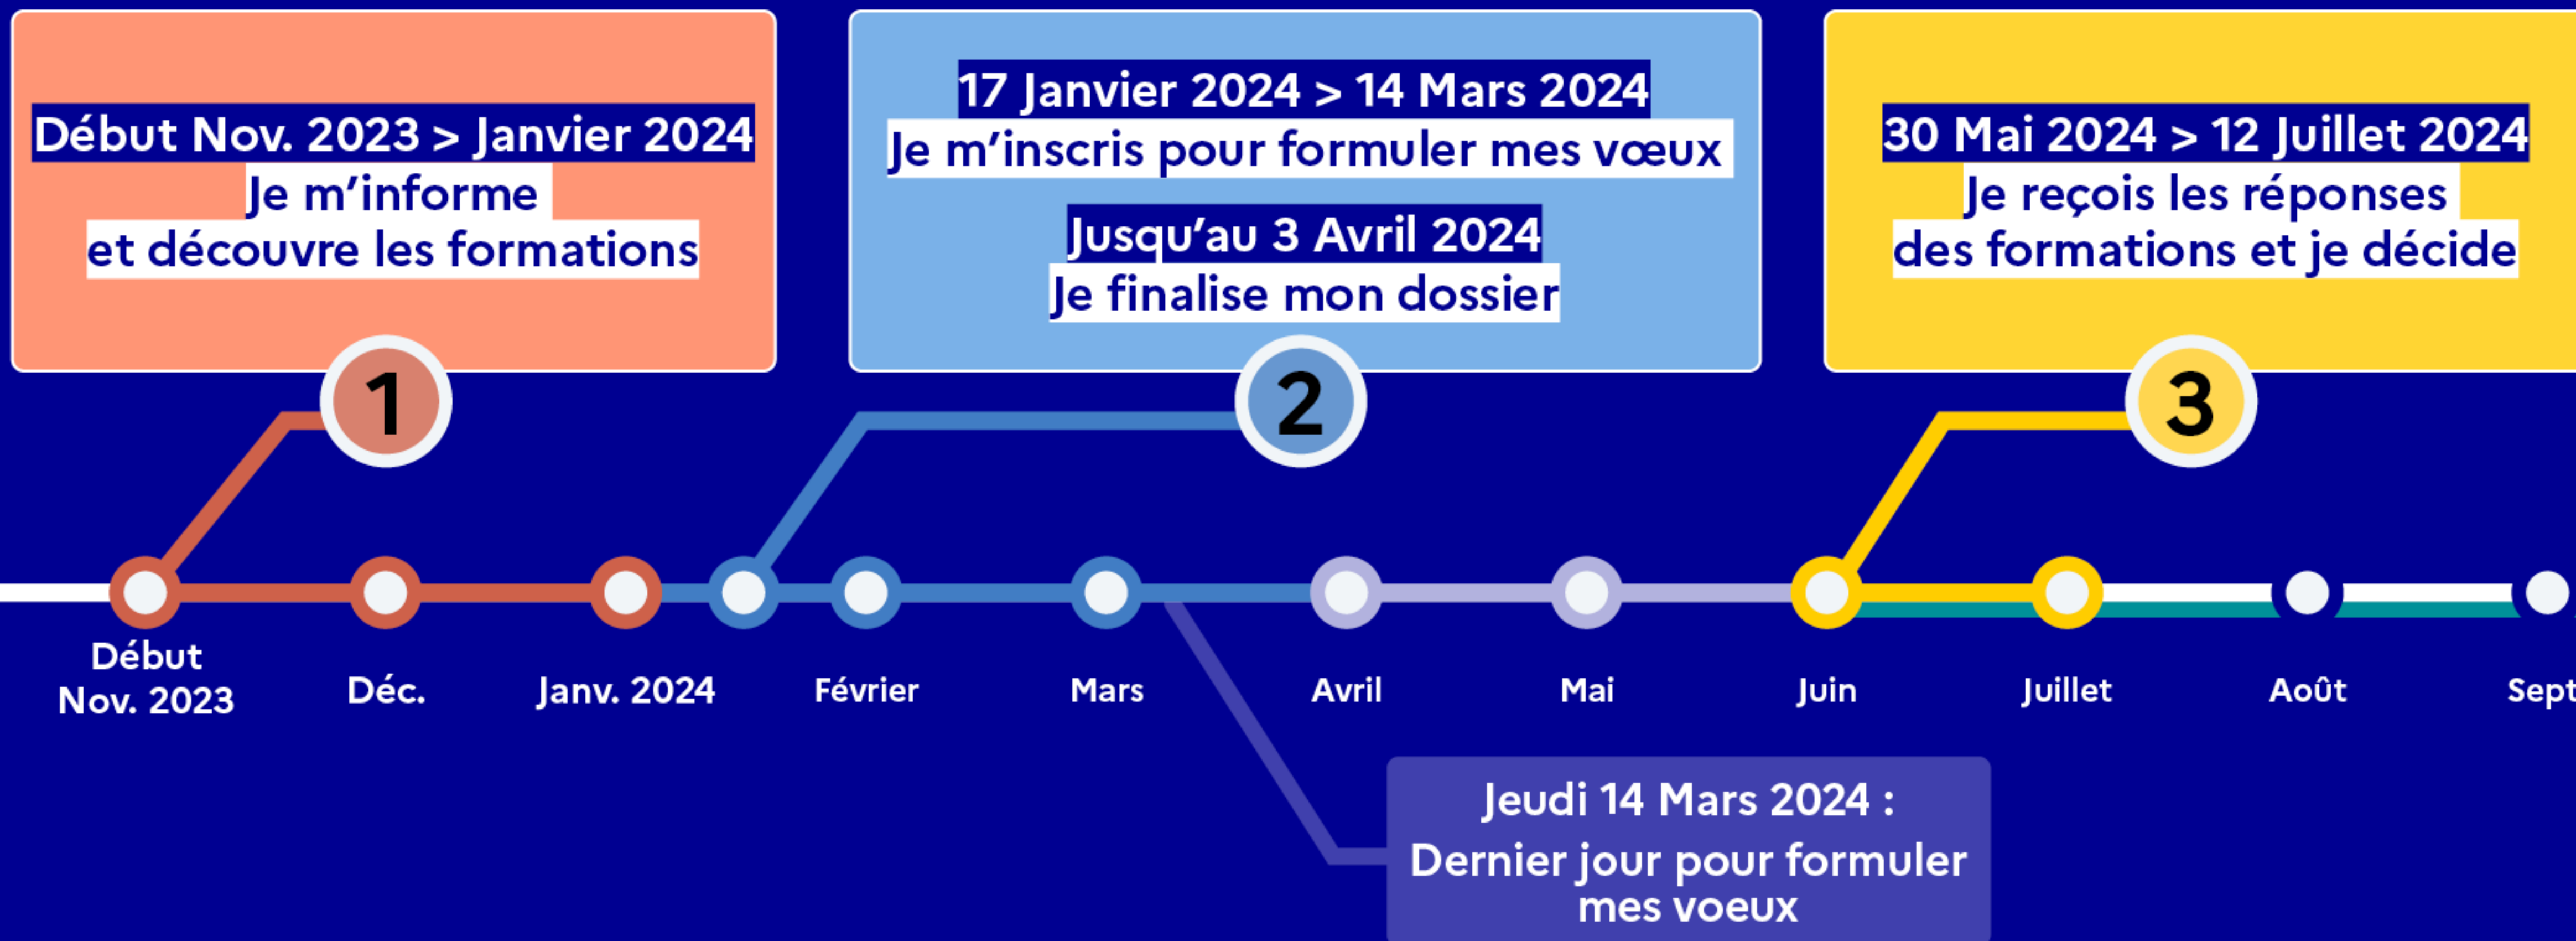 Début Nov. 2023 > Janvier 2024
Je m’informe
et découvre les formations
1
17 Janvier 2024 > 14 Mars 2024
Je m’inscris pour formuler mes vœux
Jusqu’au 3 Avril 2024
Je finalise mon dossier
2
30 Mai 2024 > 12 Juillet 2024
Je reçois les réponses
des formations et je décide
3
Début
Nov. 2023
Déc.
Janv. 2024
Février
Mars
Avril
Mai
Juin
Juillet
Août
Sept
Jeudi 14 Mars 2024 :
Dernier jour pour formuler
mes voeux